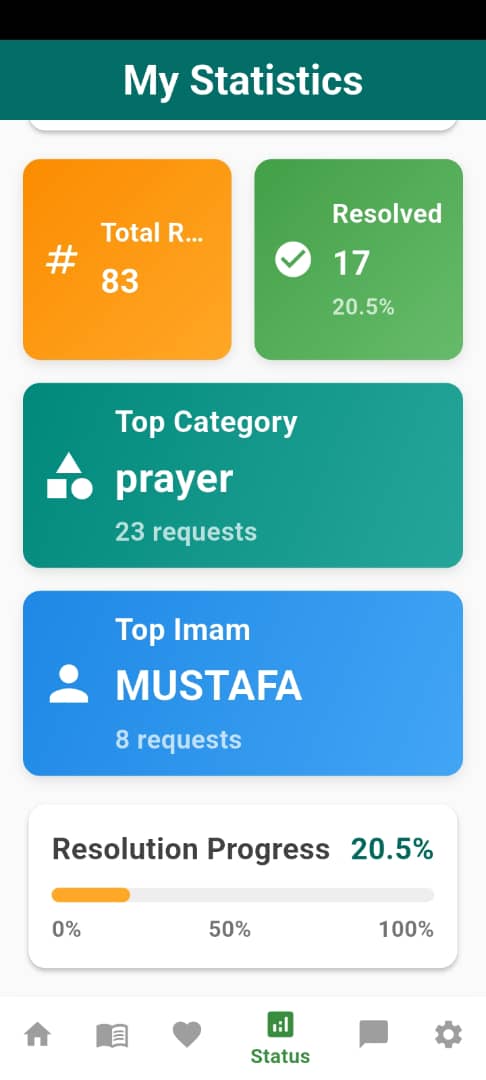 My Statistics
Total R...
#
83
Resolved
17
20.5%
Top Category
prayer
23 requests
Top Imam
MUSTAFA
8 requests
Resolution Progress 20.5%
0% 50% 100%
Status